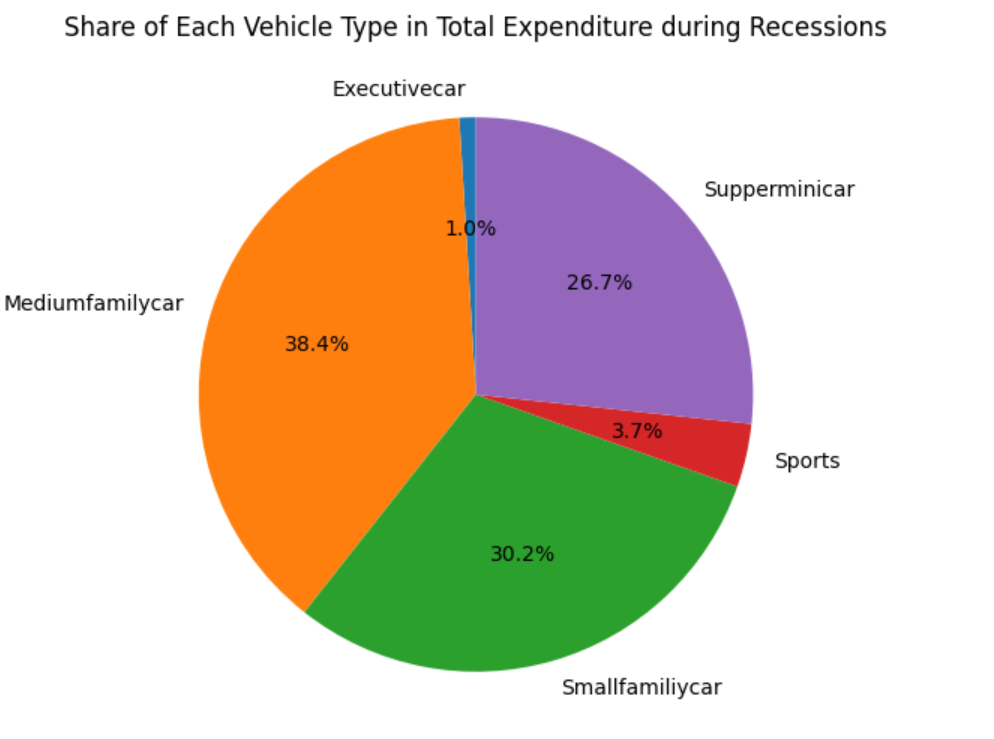 Share of Each Vehicle Type in Total Expenditure during Recessions
Executivecar
Supperminicar
1.0%
26.7%
Mediumfamilycar
38.4%
3.7%
Sports
30.2%
Smallfamiliycar